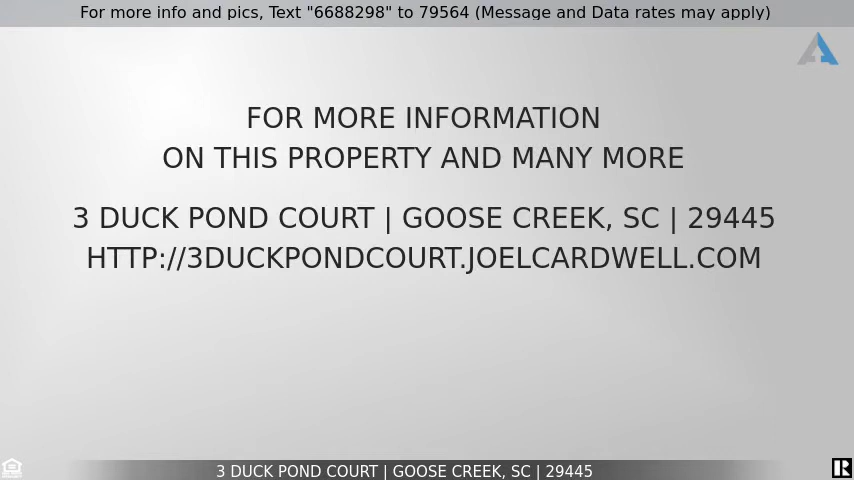 For more info and pics, Text "6688298" to 79564 (Message and Data rates may apply)
FOR MORE INFORMATION
ON THIS PROPERTY AND MANY MORE
3 DUCK POND COURT | GOOSE CREEK, SC | 29445
HTTP://3DUCKPONDCOURT.JOELCARDWELL.COM
3 DUCK POND COURT | GOOSE CREEK, SC | 29445